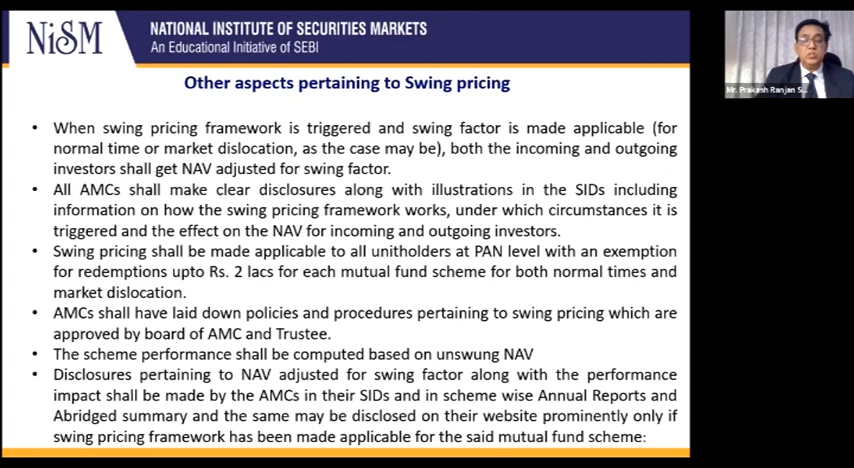 NiSM
NATIONAL INSTITUTE OF SECURITIES MARKETS
An Educational Initiative of SEBI
Other aspects pertaining to Swing pricing
• When swing pricing framework is triggered and swing factor is made applicable (for
normal time or market dislocation, as the case may be), both the incoming and outgoing
investors shall get NAV adjusted for swing factor.
• All AMCs shall make clear disclosures along with illustrations in the SIDs including
information on how the swing pricing framework works, under which circumstances it is
triggered and the effect on the NAV for incoming and outgoing investors.
• Swing pricing shall be made applicable to all unitholders at PAN level with an exemption
for redemptions upto Rs. 2 lacs for each mutual fund scheme for both normal times and
market dislocation.
• AMCs shall have laid down policies and procedures pertaining to swing pricing which are
approved by board of AMC and Trustee.
• The scheme performance shall be computed based on unswung NAV
• Disclosures pertaining to NAV adjusted for swing factor along with the performance
impact shall be made by the AMCs in their SIDs and in scheme wise Annual Reports and
Abridged summary and the same may be disclosed on their website prominently only if
swing pricing framework has been made applicable for the said mutual fund scheme:
Mr. Prakash Ranjan S...